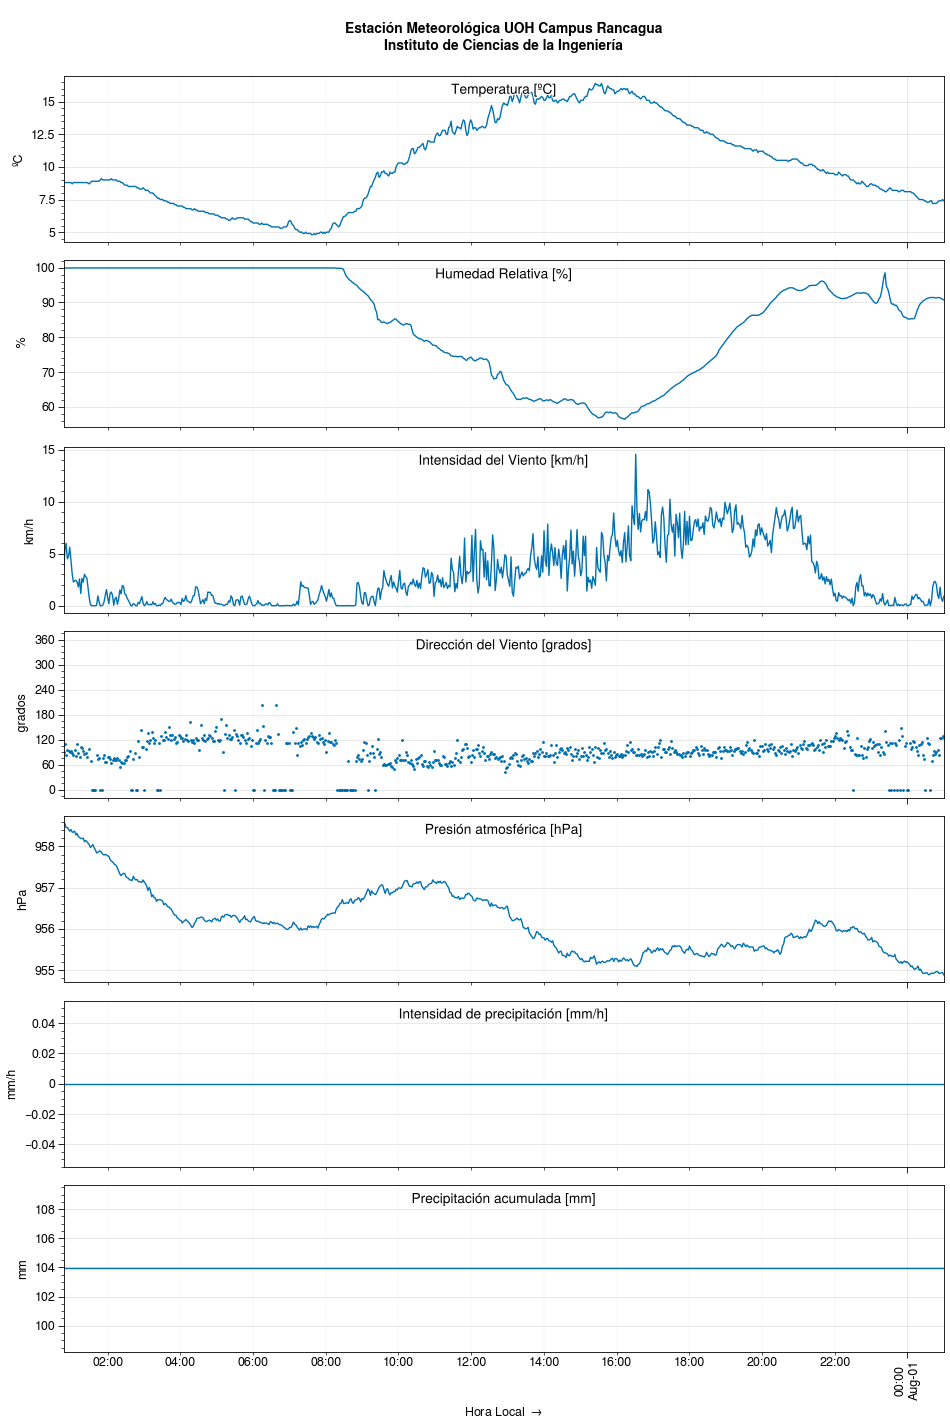 Estación Meteorológica UOH Campus Rancagua
Instituto de Ciencias de la Ingeniería
Temperatura [ºC]
15
12.5
10
7.5
5
ºC
Humedad Relativa [%]
100
90
80
70
60
%
Intensidad del Viento [km/h]
15
10
5
0
km/h
Dirección del Viento [grados]
360
300
240
180
120
60
0
grados
Presión atmosférica [hPa]
958
957
956
955
hPa
Intensidad de precipitación [mm/h]
0.04
0.02
0
−0.02
−0.04
mm/h
Precipitación acumulada [mm]
108
106
104
102
100
mm
02:00 04:00 06:00 08:00 10:00 12:00 14:00 16:00 18:00 20:00 22:00
00:00
Aug-01
Hora Local →